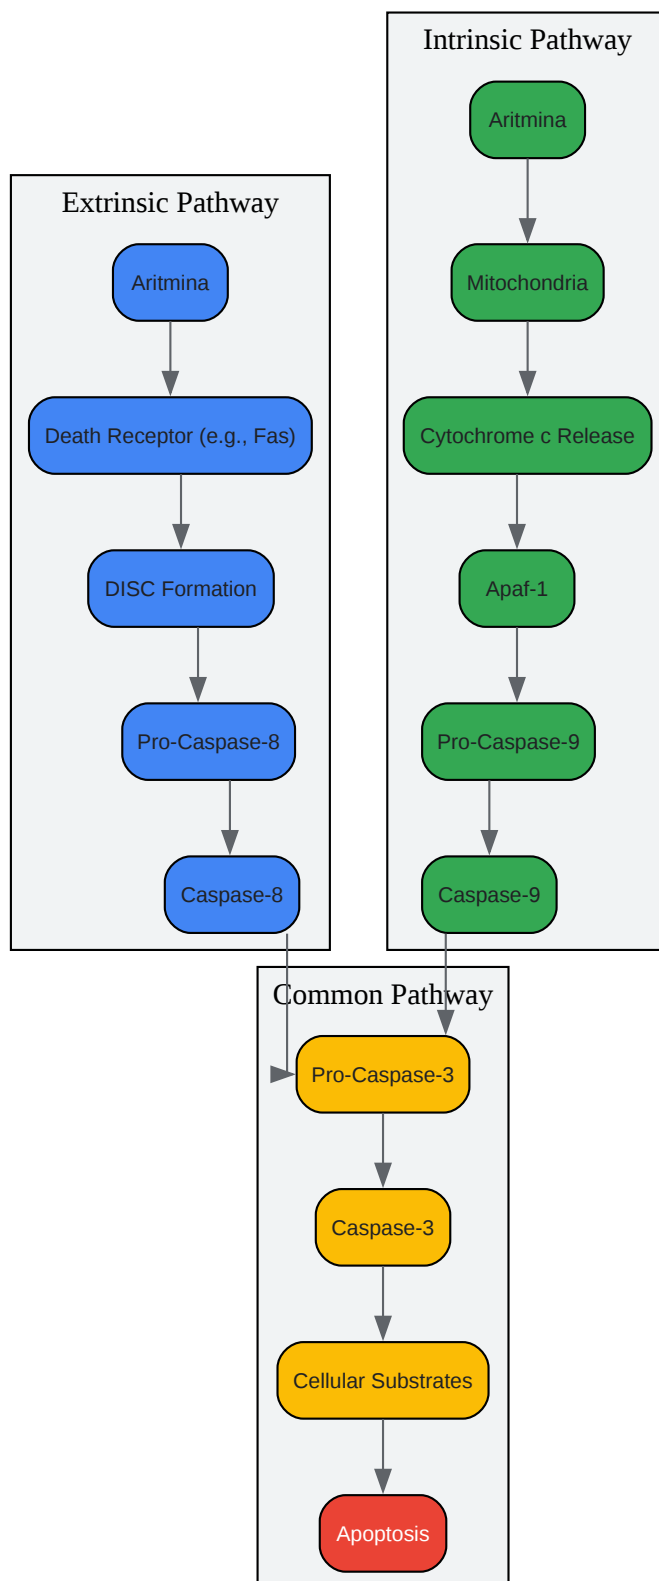 Extrinsic Pathway
Aritmina
Death Receptor (e.g., Fas)
DISC Formation
Pro-Caspase-8
Caspase-8
Intrinsic Pathway
Aritmina
Mitochondria
Cytochrome c Release
Apaf-1
Pro-Caspase-9
Caspase-9
Common Pathway
Pro-Caspase-3
Caspase-3
Cellular Substrates
Apoptosis